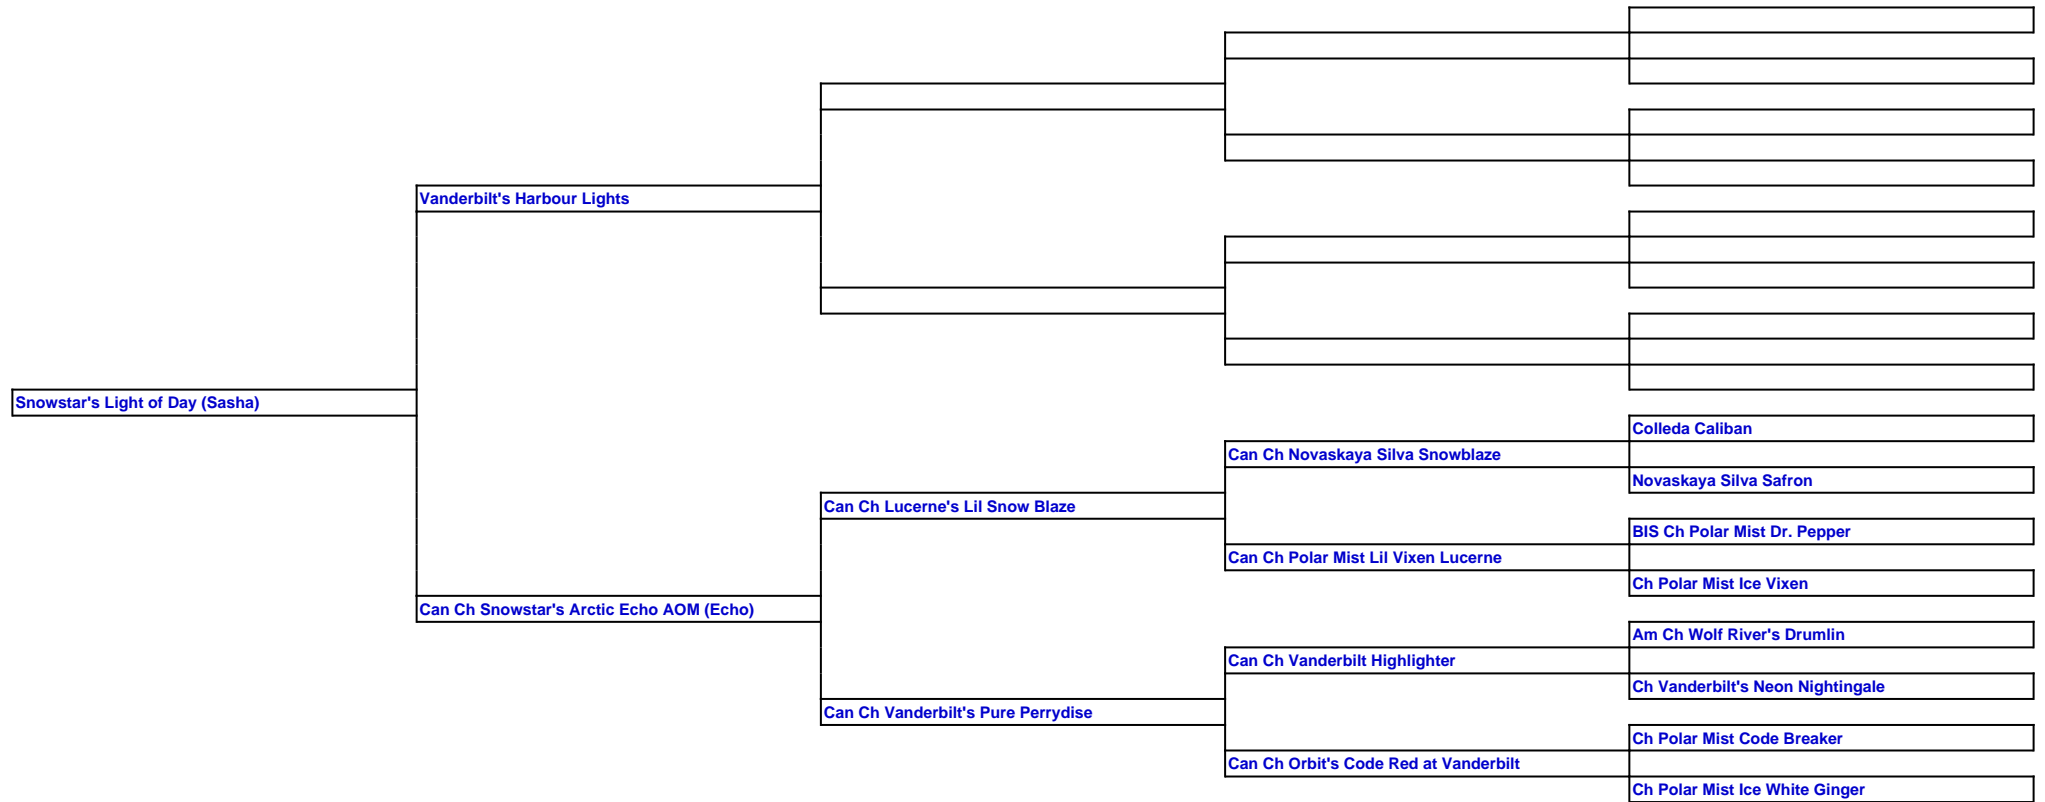 Vanderbilt's Harbour Lights
Snowstar's Light of Day (Sasha)
Colleda Caliban
Can Ch Novaskaya Silva Snowblaze
Novaskaya Silva Safron
Can Ch Lucerne's Lil Snow Blaze
BIS Ch Polar Mist Dr. Pepper
Can Ch Polar Mist Lil Vixen Lucerne
Ch Polar Mist Ice Vixen
Can Ch Snowstar's Arctic Echo AOM (Echo)
Am Ch Wolf River's Drumlin
Can Ch Vanderbilt Highlighter
Ch Vanderbilt's Neon Nightingale
Can Ch Vanderbilt's Pure Perrydise
Ch Polar Mist Code Breaker
Can Ch Orbit's Code Red at Vanderbilt
Ch Polar Mist Ice White Ginger